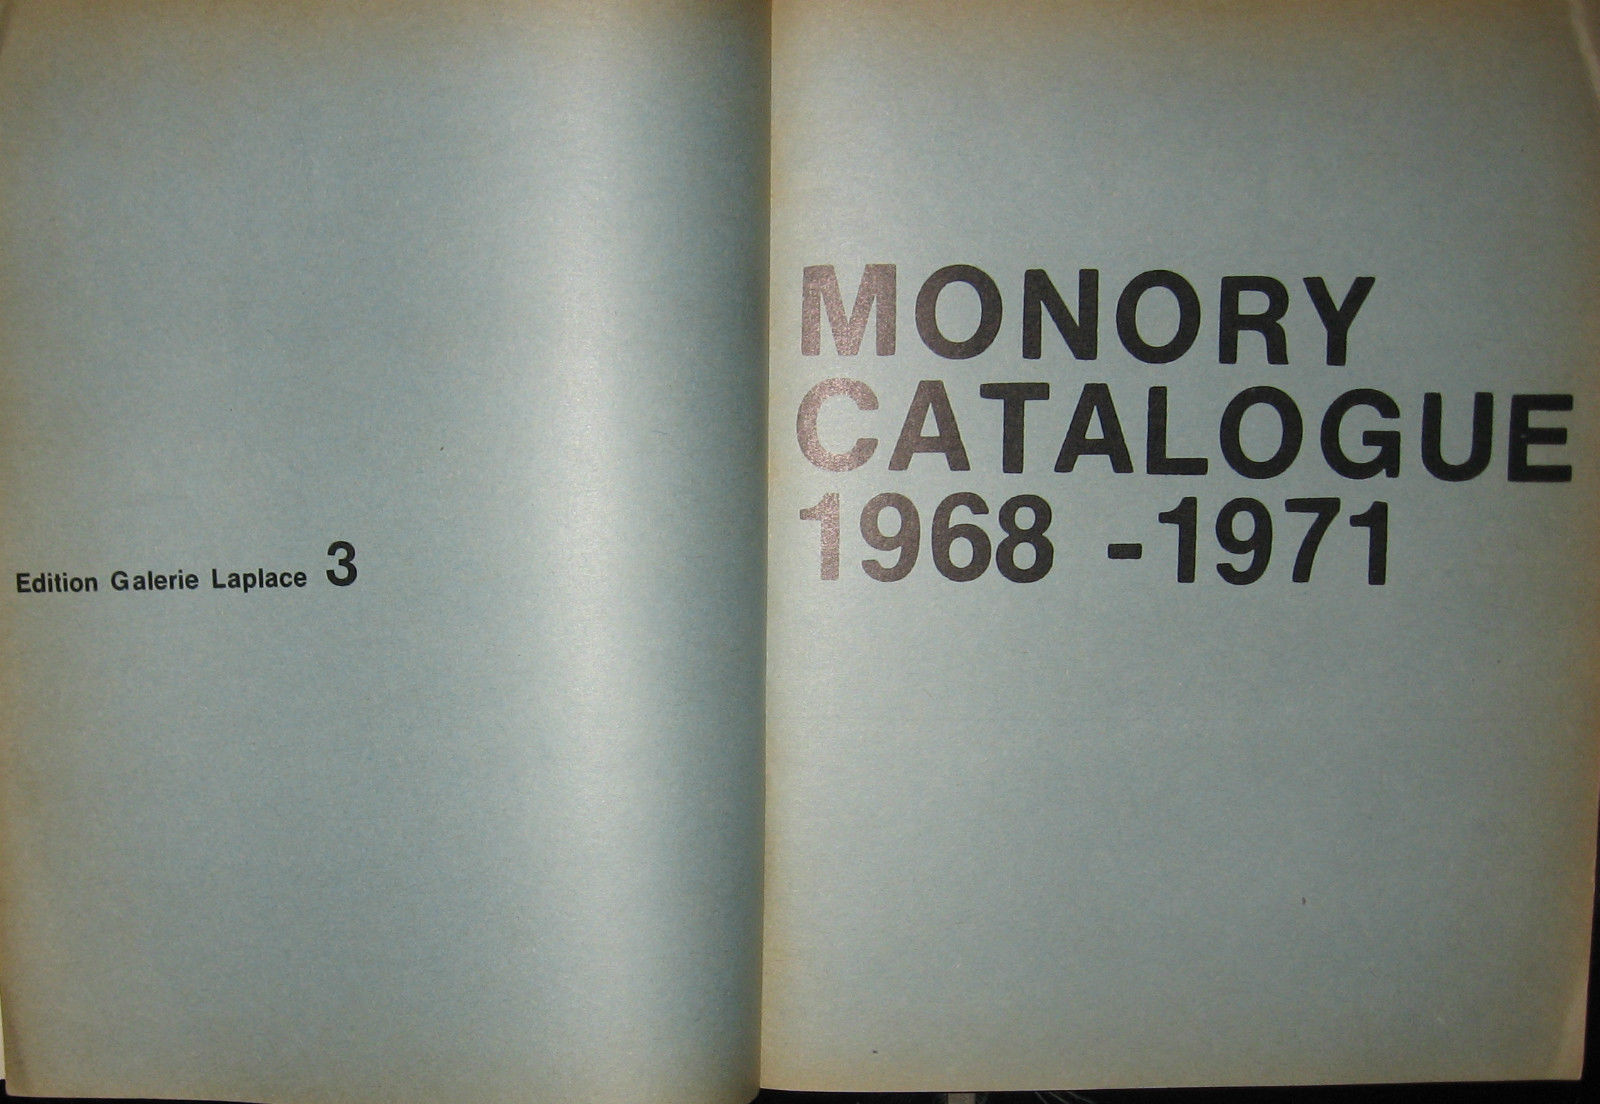 Edition Galerie Laplace 3
MONORY
CATALOGUE
1968 -1971